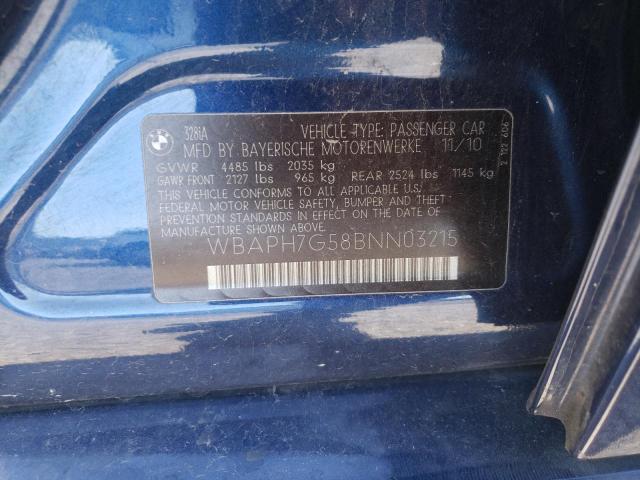 BMW
328iA VEHICLE TYPE: PASSENGER CAR
MFD BY BAYERISCHE MOTORENWERKE 11/10
GVWR 4485 lbs 2035 kg
GAWR FRONT 2127 lbs 965 kg REAR 2524 lbs 1145 kg
THIS VEHICLE CONFORMS TO ALL APPLICABLE U.S.
FEDERAL MOTOR VEHICLE SAFETY, BUMPER AND THEFT
PREVENTION STANDARDS IN EFFECT ON THE DATE OF
MANUFACTURE SHOWN ABOVE.
WBAPH7G58BNN03215